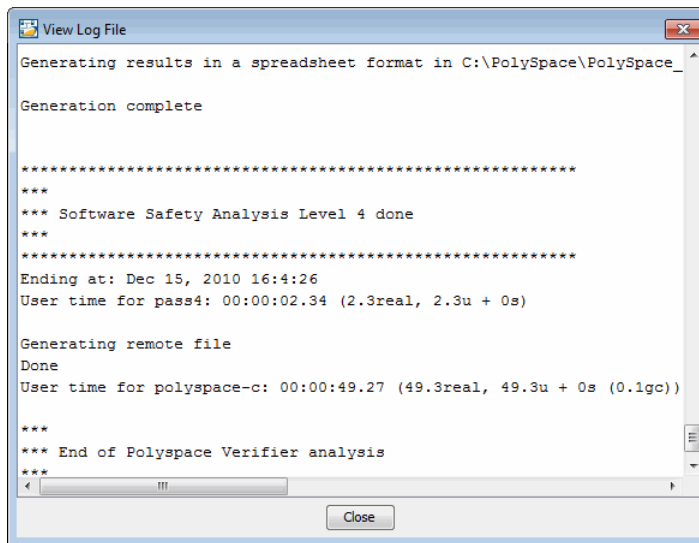 View Log File
Generating results in a spreadsheet format in C:\PolySpace\PolySpace_
Generation complete
**********************************************************
***
*** Software Safety Analysis Level 4 done
***
**********************************************************
Ending at: Dec 15, 2010 16:4:26
User time for pass4: 00:00:02.34 (2.3real, 2.3u + 0s)
Generating remote file
Done
User time for polyspace-c: 00:00:49.27 (49.3real, 49.3u + 0s (0.1gc))
***
*** End of Polyspace Verifier analysis
***
Close